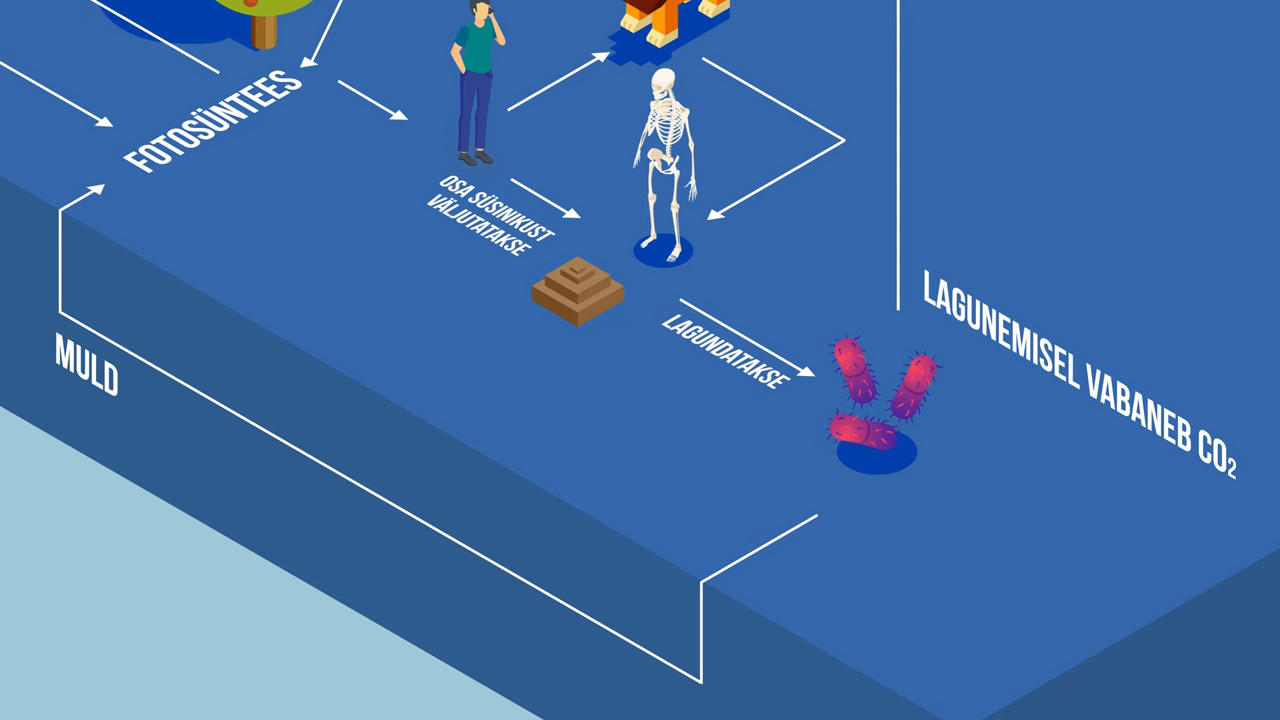 FOTOSÜNTEES
OSA SÜSINIKUST
VÄLJUTATAKSE
LAGUNDATAKSE
LAGUNEMISEL VABANEB CO₂
MULD